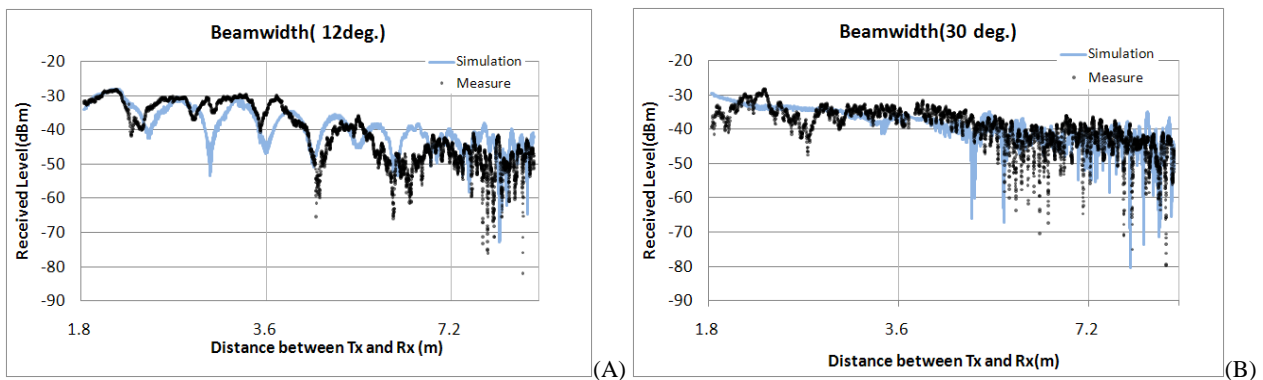 Beamwidth( 12deg.)
Simulation
Measure
Received Level(dBm)
-20
-30
-40
-50
-60
-70
-80
-90
1.8
3.6
7.2
Distance between Tx and Rx (m)
(A)
Beamwidth(30 deg.)
Simulation
Measure
Received Level(dBm)
-20
-30
-40
-50
-60
-70
-80
-90
1.8
3.6
7.2
Distance between Tx and Rx(m)
(B)